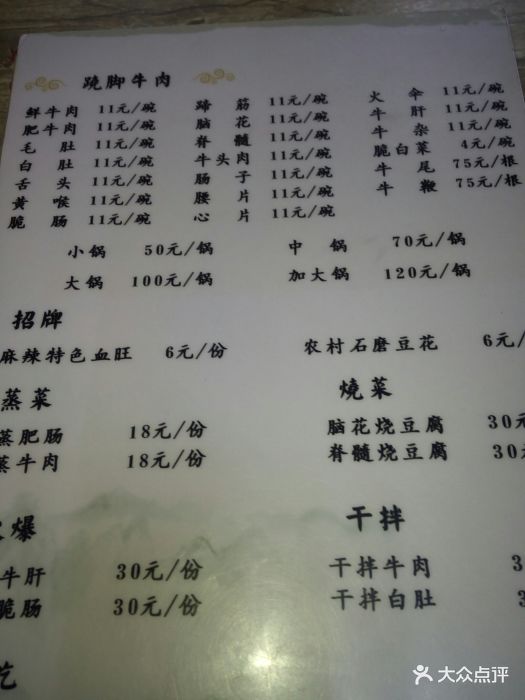 跷脚牛肉
鲜牛肉 11元/碗 蹄筋 11元/碗 火伞 11元/碗
肥牛肉 11元/碗 脑花 11元/碗 牛肝 11元/碗
毛肚 11元/碗 脊髓 11元/碗 牛杂 11元/碗
白肚 11元/碗 牛头肉 11元/碗 脆白菜 4元/碗
舌头 11元/碗 肠子 11元/碗 牛尾 75元/根
黄喉 11元/碗 腰片 11元/碗 牛鞭 75元/根
脆肠 11元/碗 心片 11元/碗
小锅 50元/锅 中锅 70元/锅
大锅 100元/锅 加大锅 120元/锅
招牌
麻辣特色血旺 6元/份 农村石磨豆花 6元/
蒸菜 燒菜
蒸肥肠 18元/份 脑花烧豆腐 30元
蒸牛肉 18元/份 脊髓烧豆腐 30元
爆 干拌
牛肝 30元/份 干拌牛肉 3
脆肠 30元/份 干拌白肚 3
大众点评